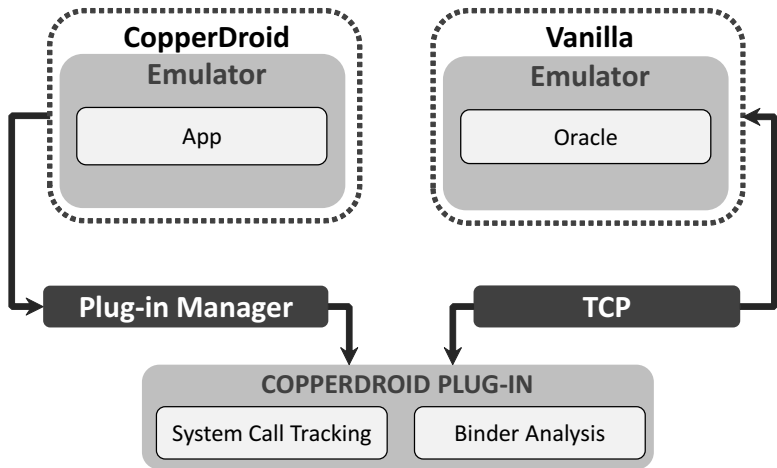 CopperDroid
Emulator
App
Vanilla
Emulator
Oracle
Plug-in Manager
TCP
COPPERDROID PLUG-IN
System Call Tracking
Binder Analysis